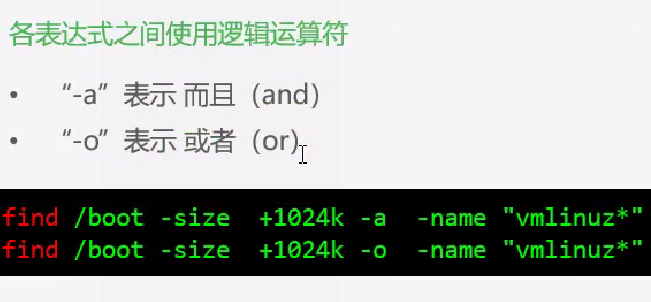 各表达式之间使用逻辑运算符
• “-a”表示 而且（and）
• “-o”表示 或者（or）
find /boot -size  +1024k -a  -name "vmlinuz*"
find /boot -size  +1024k -o  -name "vmlinuz*"